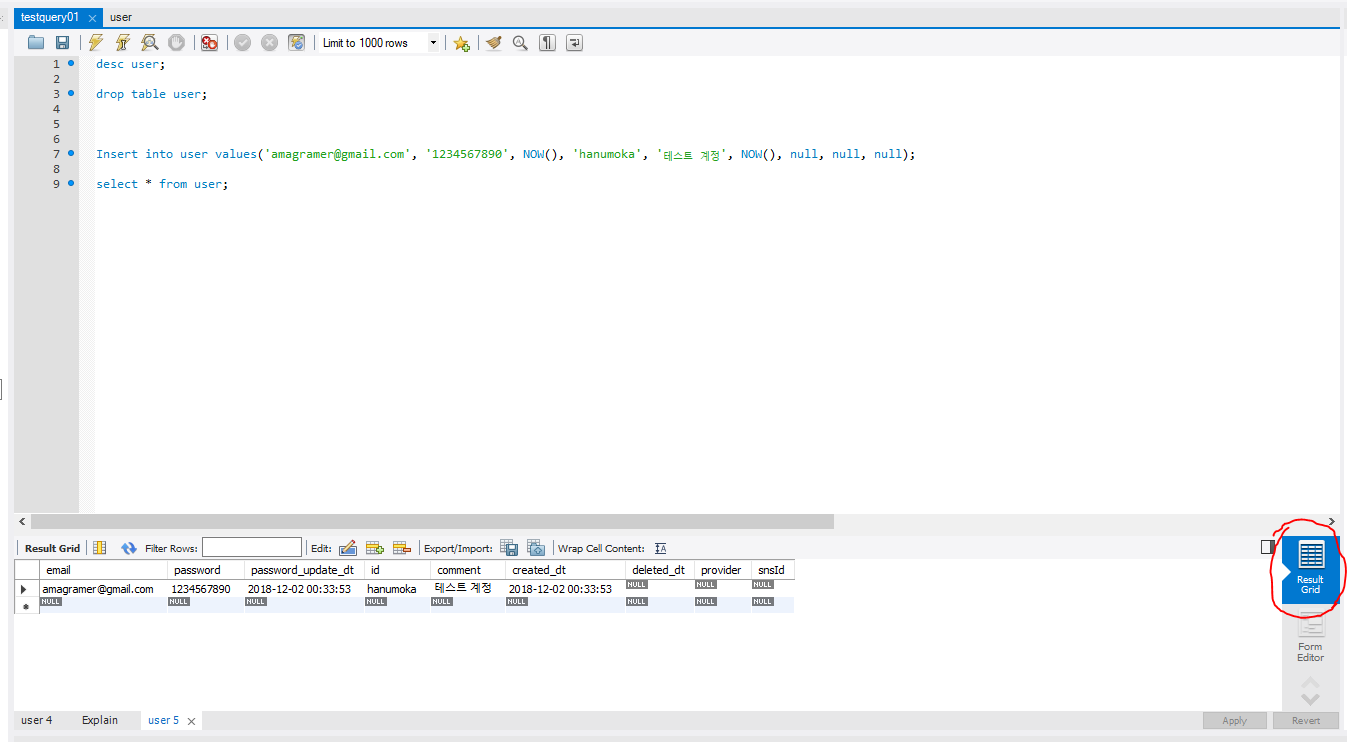 testquery01 user
Limit to 1000 rows
1 desc user;
2
3 drop table user;
4
5
6
7 Insert into user values('amagramer@gmail.com', '1234567890', NOW(), 'hanumoka', '테스트 계정', NOW(), null, null, null);
8
9 select * from user;
Result Grid Filter Rows: Edit: Export/Import: Wrap Cell Content:
email password password_update_dt id comment created_dt deleted_dt provider snsId
amagramer@gmail.com 1234567890 2018-12-02 00:33:53 hanumoka 테스트 계정 2018-12-02 00:33:53 NULL NULL NULL
NULL NULL NULL NULL NULL NULL NULL NULL NULL
Result
Grid
Form
Editor
user 4 Explain user 5 Apply Revert